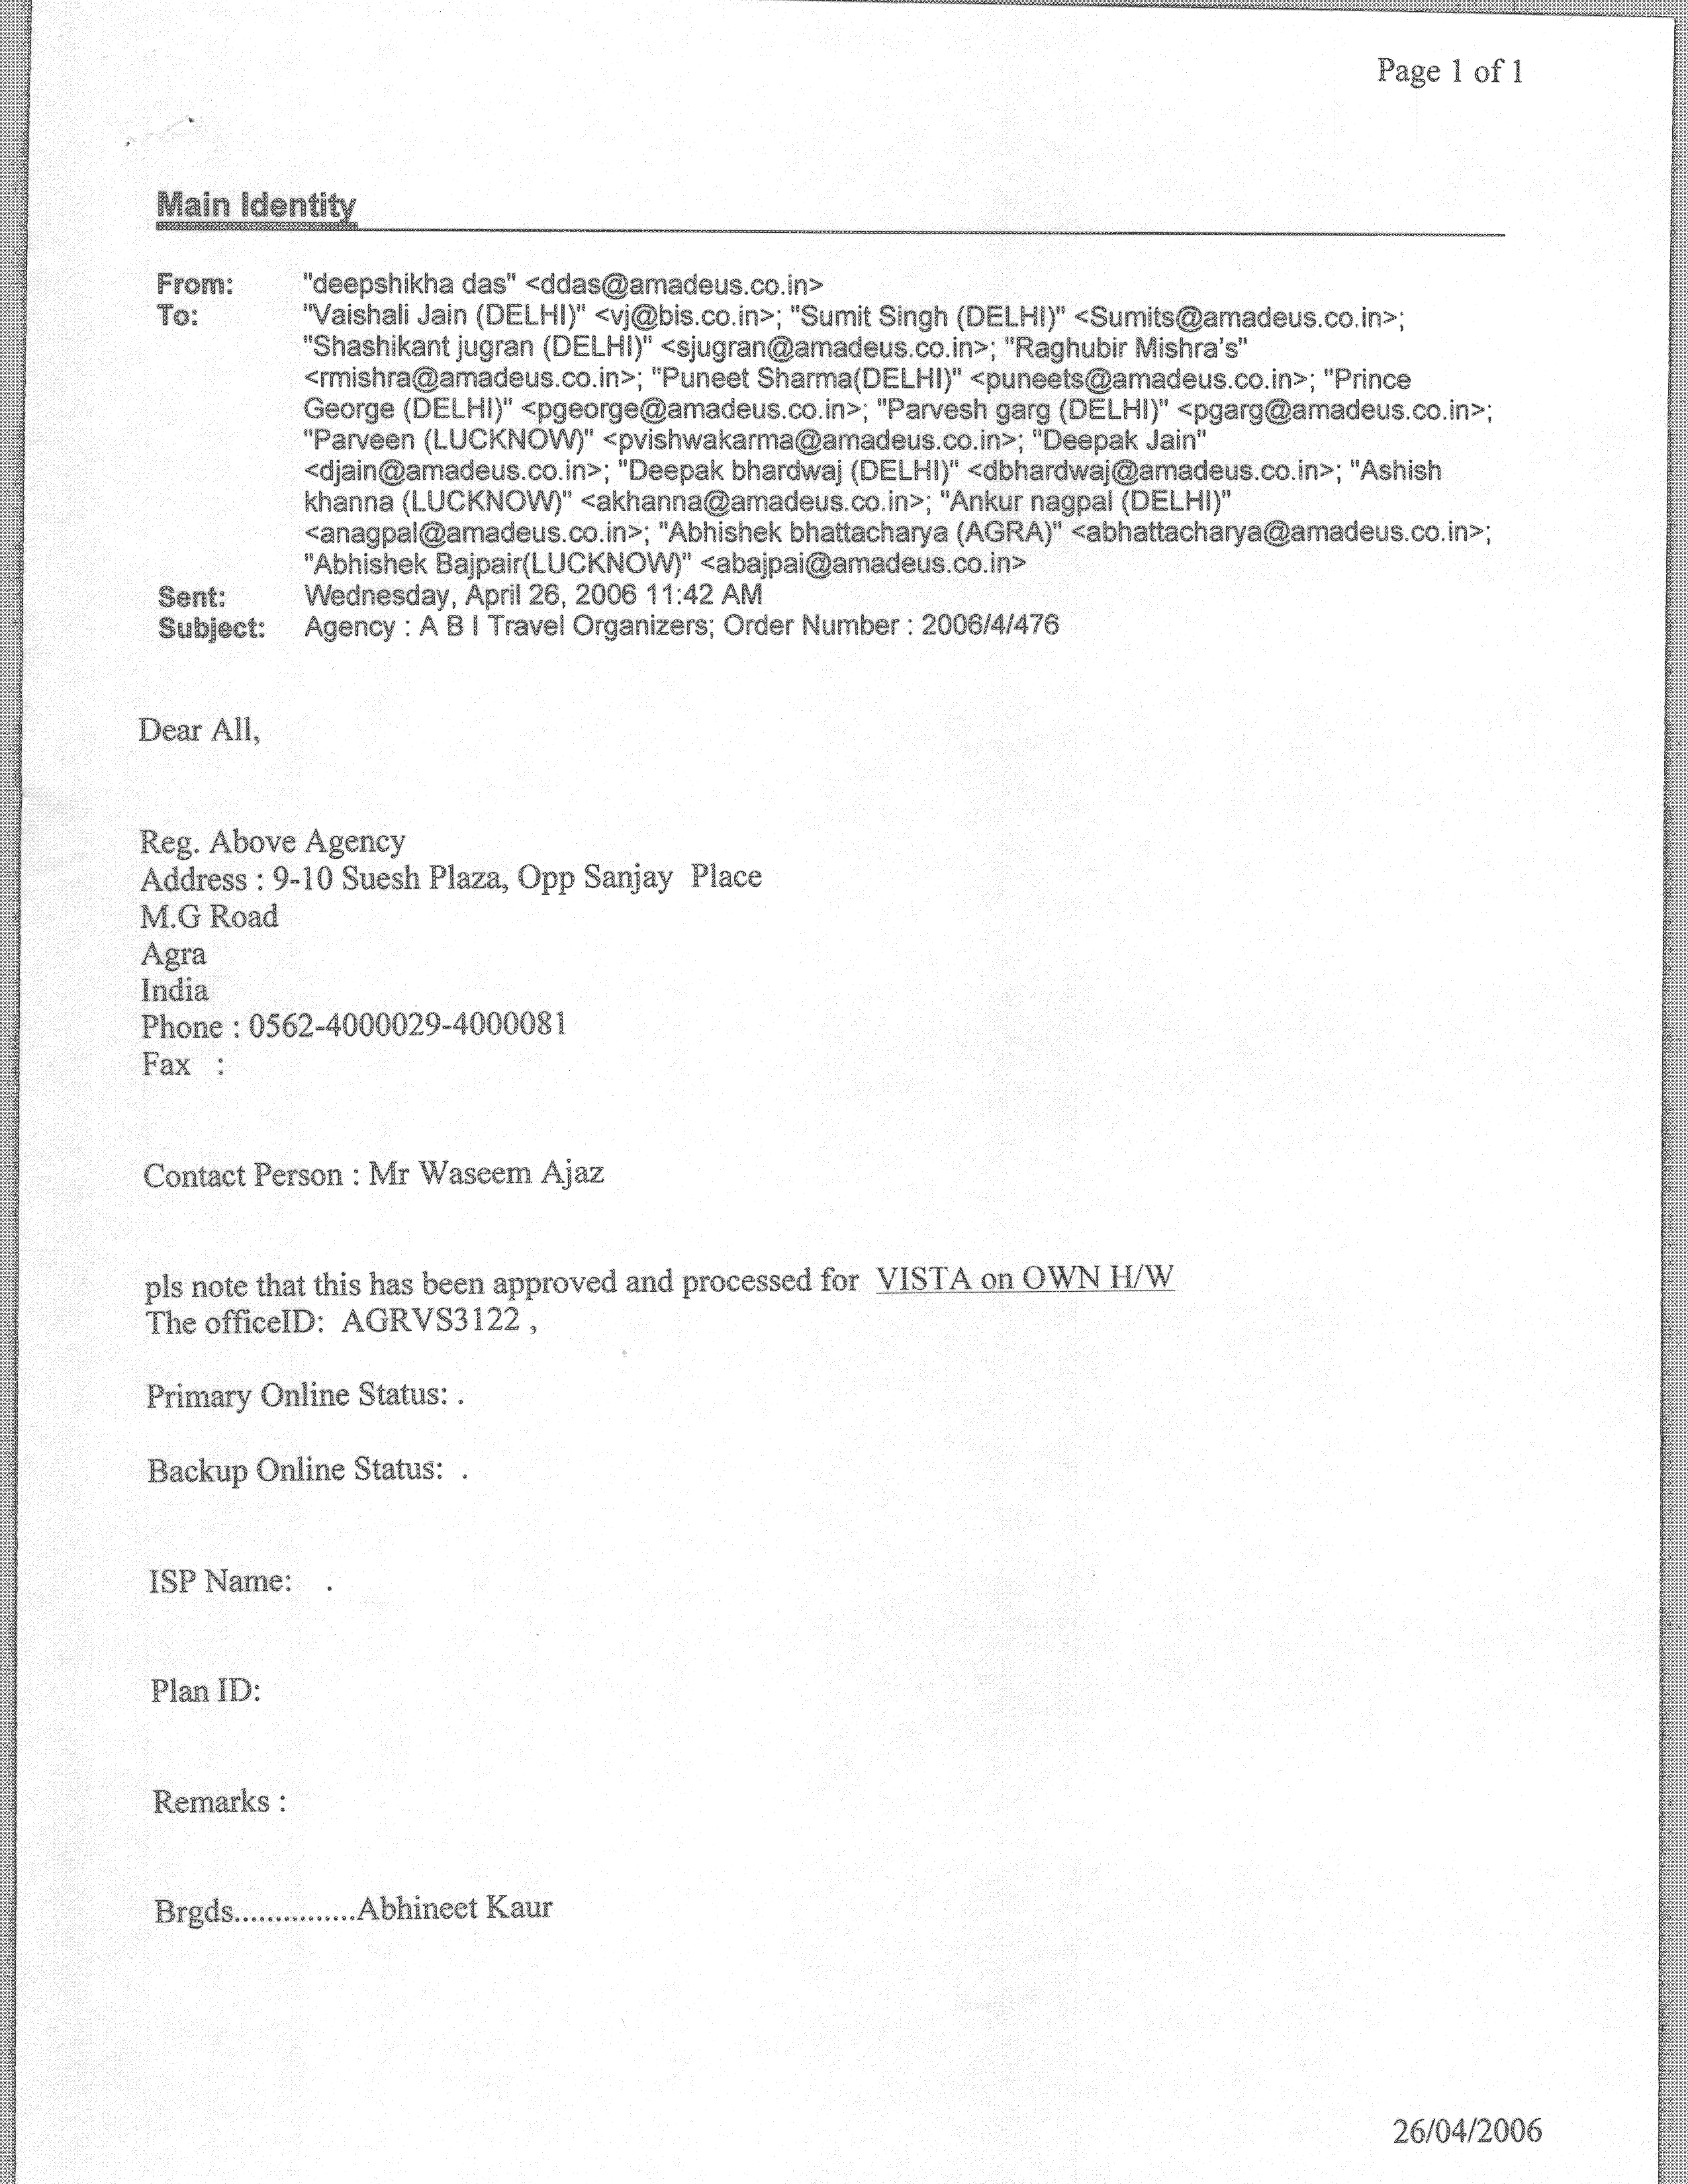 Page 1 of 1
Main Identity
From: "deepshikha das" <ddas@amadeus.co.in>
To: "Vaishali Jain (DELHI)" <vj@bis.co.in>; "Sumit Singh (DELHI)" <Sumits@amadeus.co.in>;
"Shashikant jugran (DELHI)" <sjugran@amadeus.co.in>; "Raghubir Mishra's"
<rmishra@amadeus.co.in>; "Puneet Sharma(DELHI)" <puneets@amadeus.co.in>; "Prince
George (DELHI)" <pgeorge@amadeus.co.in>; "Parvesh garg (DELHI)" <pgarg@amadeus.co.in>;
"Parveen (LUCKNOW)" <pvishwakarma@amadeus.co.in>; "Deepak Jain"
<djain@amadeus.co.in>; "Deepak bhardwaj (DELHI)" <dbhardwaj@amadeus.co.in>; "Ashish
khanna (LUCKNOW)" <akhanna@amadeus.co.in>; "Ankur nagpal (DELHI)"
<anagpal@amadeus.co.in>; "Abhishek bhattacharya (AGRA)" <abhattacharya@amadeus.co.in>;
"Abhishek Bajpair(LUCKNOW)" <abajpai@amadeus.co.in>
Sent: Wednesday, April 26, 2006 11:42 AM
Subject: Agency : A B I Travel Organizers; Order Number : 2006/4/476
Dear All,
Reg. Above Agency
Address : 9-10 Suesh Plaza, Opp Sanjay Place
M.G Road
Agra
India
Phone : 0562-4000029-4000081
Fax :
Contact Person : Mr Waseem Ajaz
pls note that this has been approved and processed for VISTA on OWN H/W
The officeID: AGRVS3122 ,
Primary Online Status: .
Backup Online Status: .
ISP Name: .
Plan ID:
Remarks :
Brgds...............Abhineet Kaur
26/04/2006